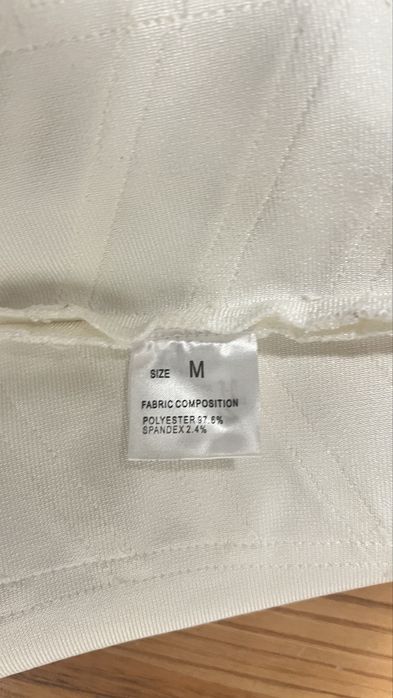 SIZE M
FABRIC COMPOSITION
POLYESTER 97.6%
SPANDEX 2.4%